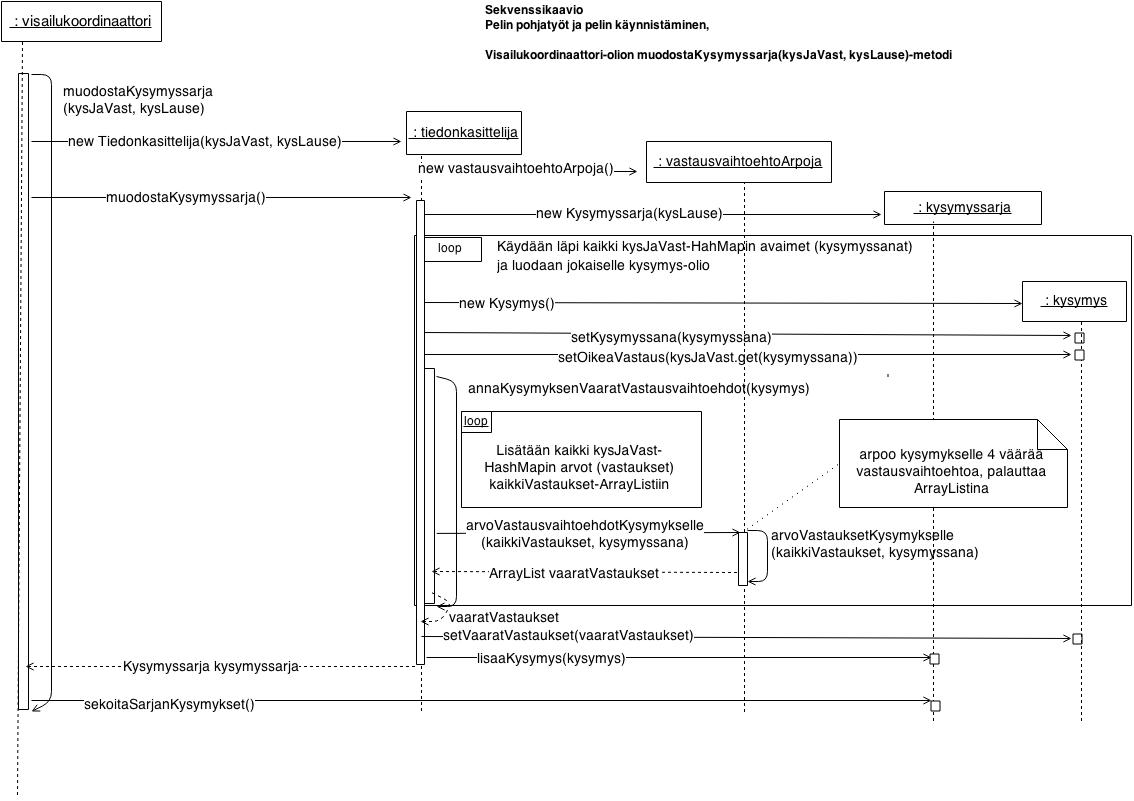 Sekvenssikaavio
Pelin pohjatyöt ja pelin käynnistäminen,
Visailukoordinaattori-olion muodostaKysymyssarja(kysJaVast, kysLause)-metodi
: visailukoordinaattori
muodostaKysymyssarja
(kysJaVast, kysLause)
new Tiedonkasittelija(kysJaVast, kysLause)
: tiedonkasittelija
new vastausvaihtoehtoArpoja()
: vastausvaihtoehtoArpoja
muodostaKysymyssarja()
new Kysymyssarja(kysLause)
: kysymyssarja
loop
Käydään läpi kaikki kysJaVast-HahMapin avaimet (kysymyssanat)
ja luodaan jokaiselle kysymys-olio
new Kysymys()
: kysymys
setKysymyssana(kysymyssana)
setOikeaVastaus(kysJaVast.get(kysymyssana))
annaKysymyksenVaaratVastausvaihtoehdot(kysymys)
loop
Lisätään kaikki kysJaVast-
HashMapin arvot (vastaukset)
kaikkiVastaukset-ArrayListiin
arpoo kysymykselle 4 väärää
vastausvaihtoehtoa, palauttaa
ArrayListina
arvoVastausvaihtoehdotKysymykselle
(kaikkiVastaukset, kysymyssana)
arvoVastauksetKysymykselle
(kaikkiVastaukset, kysymyssana)
ArrayList vaaratVastaukset
vaaratVastaukset
setVaaratVastaukset(vaaratVastaukset)
lisaaKysymys(kysymys)
Kysymyssarja kysymyssarja
sekoitaSarjanKysymykset()